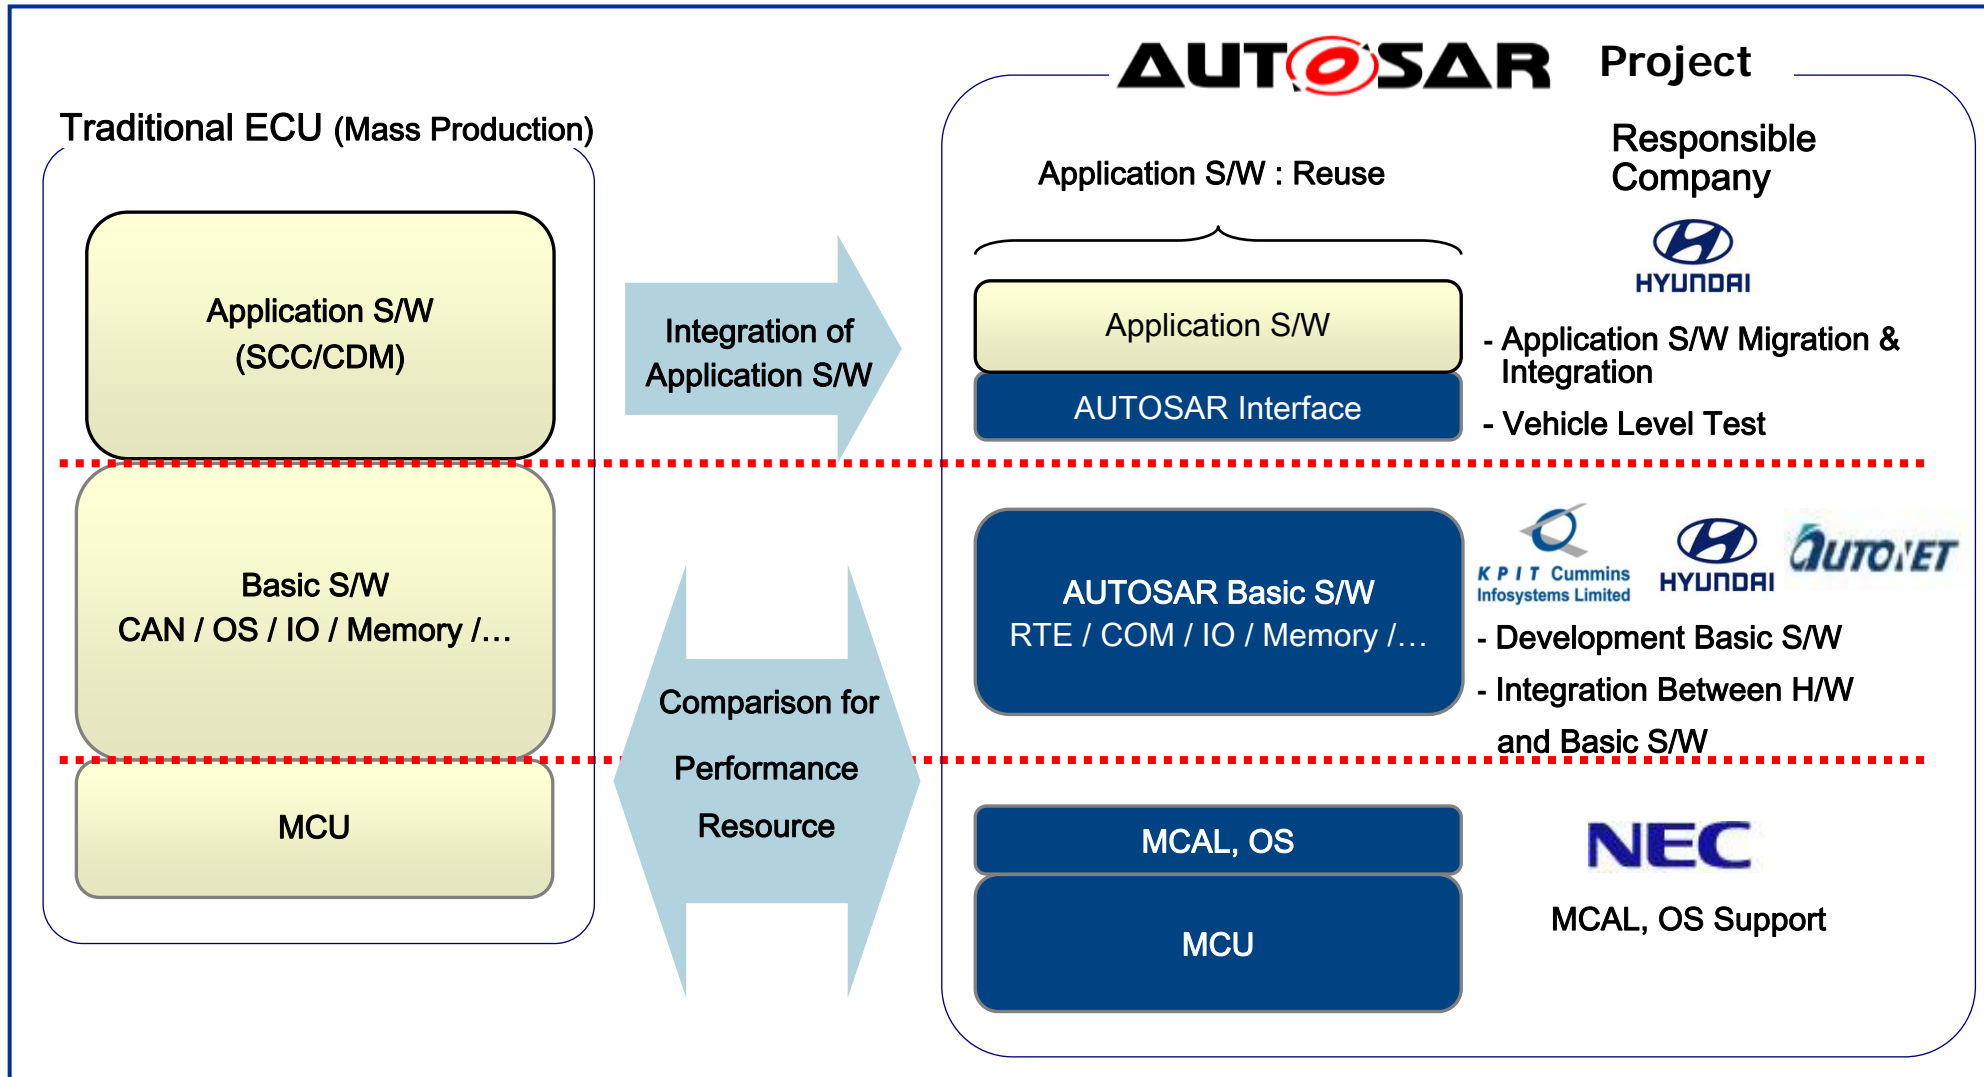 AUTOSAR Project
Traditional ECU (Mass Production)
Application S/W
(SCC/CDM)
Basic S/W
CAN / OS / IO / Memory /…
MCU
Integration of
Application S/W
Comparison for
Performance
Resource
Application S/W : Reuse
Application S/W
AUTOSAR Interface
AUTOSAR Basic S/W
RTE / COM / IO / Memory /…
MCAL, OS
MCU
Responsible
Company
HYUNDAI
- Application S/W Migration &
Integration
- Vehicle Level Test
KPIT Cummins
Infosystems Limited
HYUNDAI
AUTONET
- Development Basic S/W
- Integration Between H/W
and Basic S/W
NEC
MCAL, OS Support